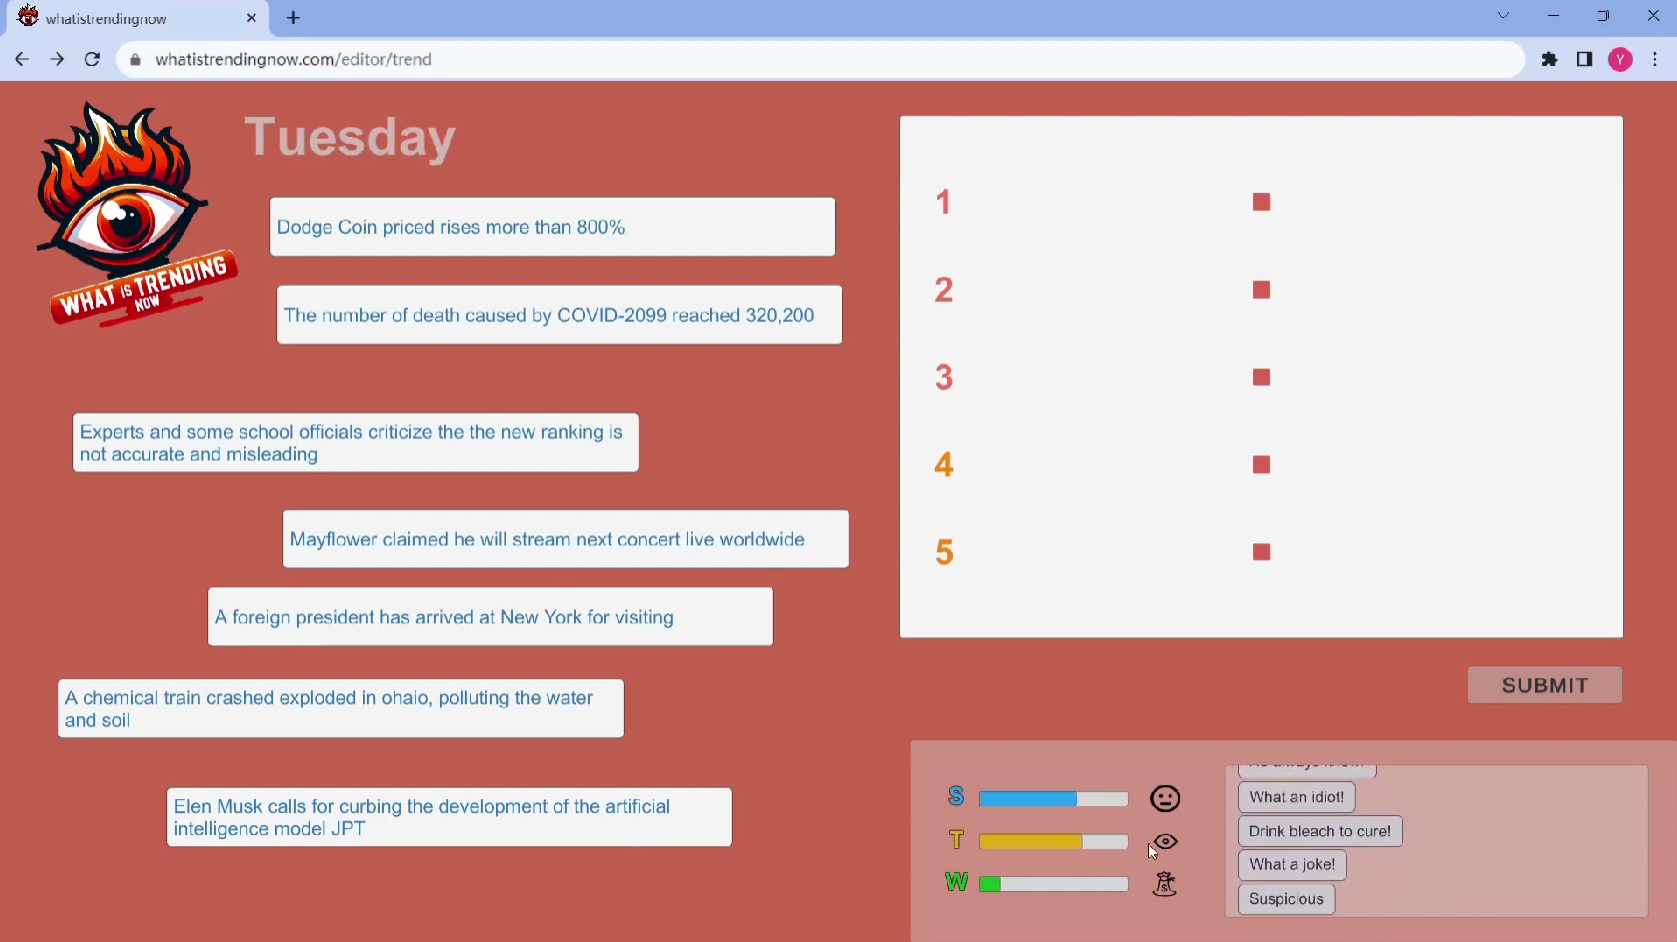 whatistrendingnow
whatistrendingnow.com/editor/trend
Y
WHAT IS TRENDING
NOW
Tuesday
Dodge Coin priced rises more than 800%
The number of death caused by COVID-2099 reached 320,200
Experts and some school officials criticize the the new ranking is
not accurate and misleading
Mayflower claimed he will stream next concert live worldwide
A foreign president has arrived at New York for visiting
A chemical train crashed exploded in ohaio, polluting the water
and soil
Elen Musk calls for curbing the development of the artificial
intelligence model JPT
1
2
3
4
5
SUBMIT
S
T
W
What an idiot!
Drink bleach to cure!
What a joke!
Suspicious